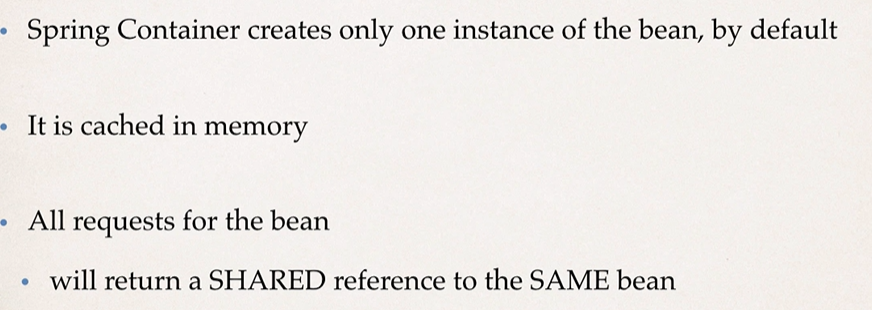 • Spring Container creates only one instance of the bean, by default
• It is cached in memory
• All requests for the bean
• will return a SHARED reference to the SAME bean